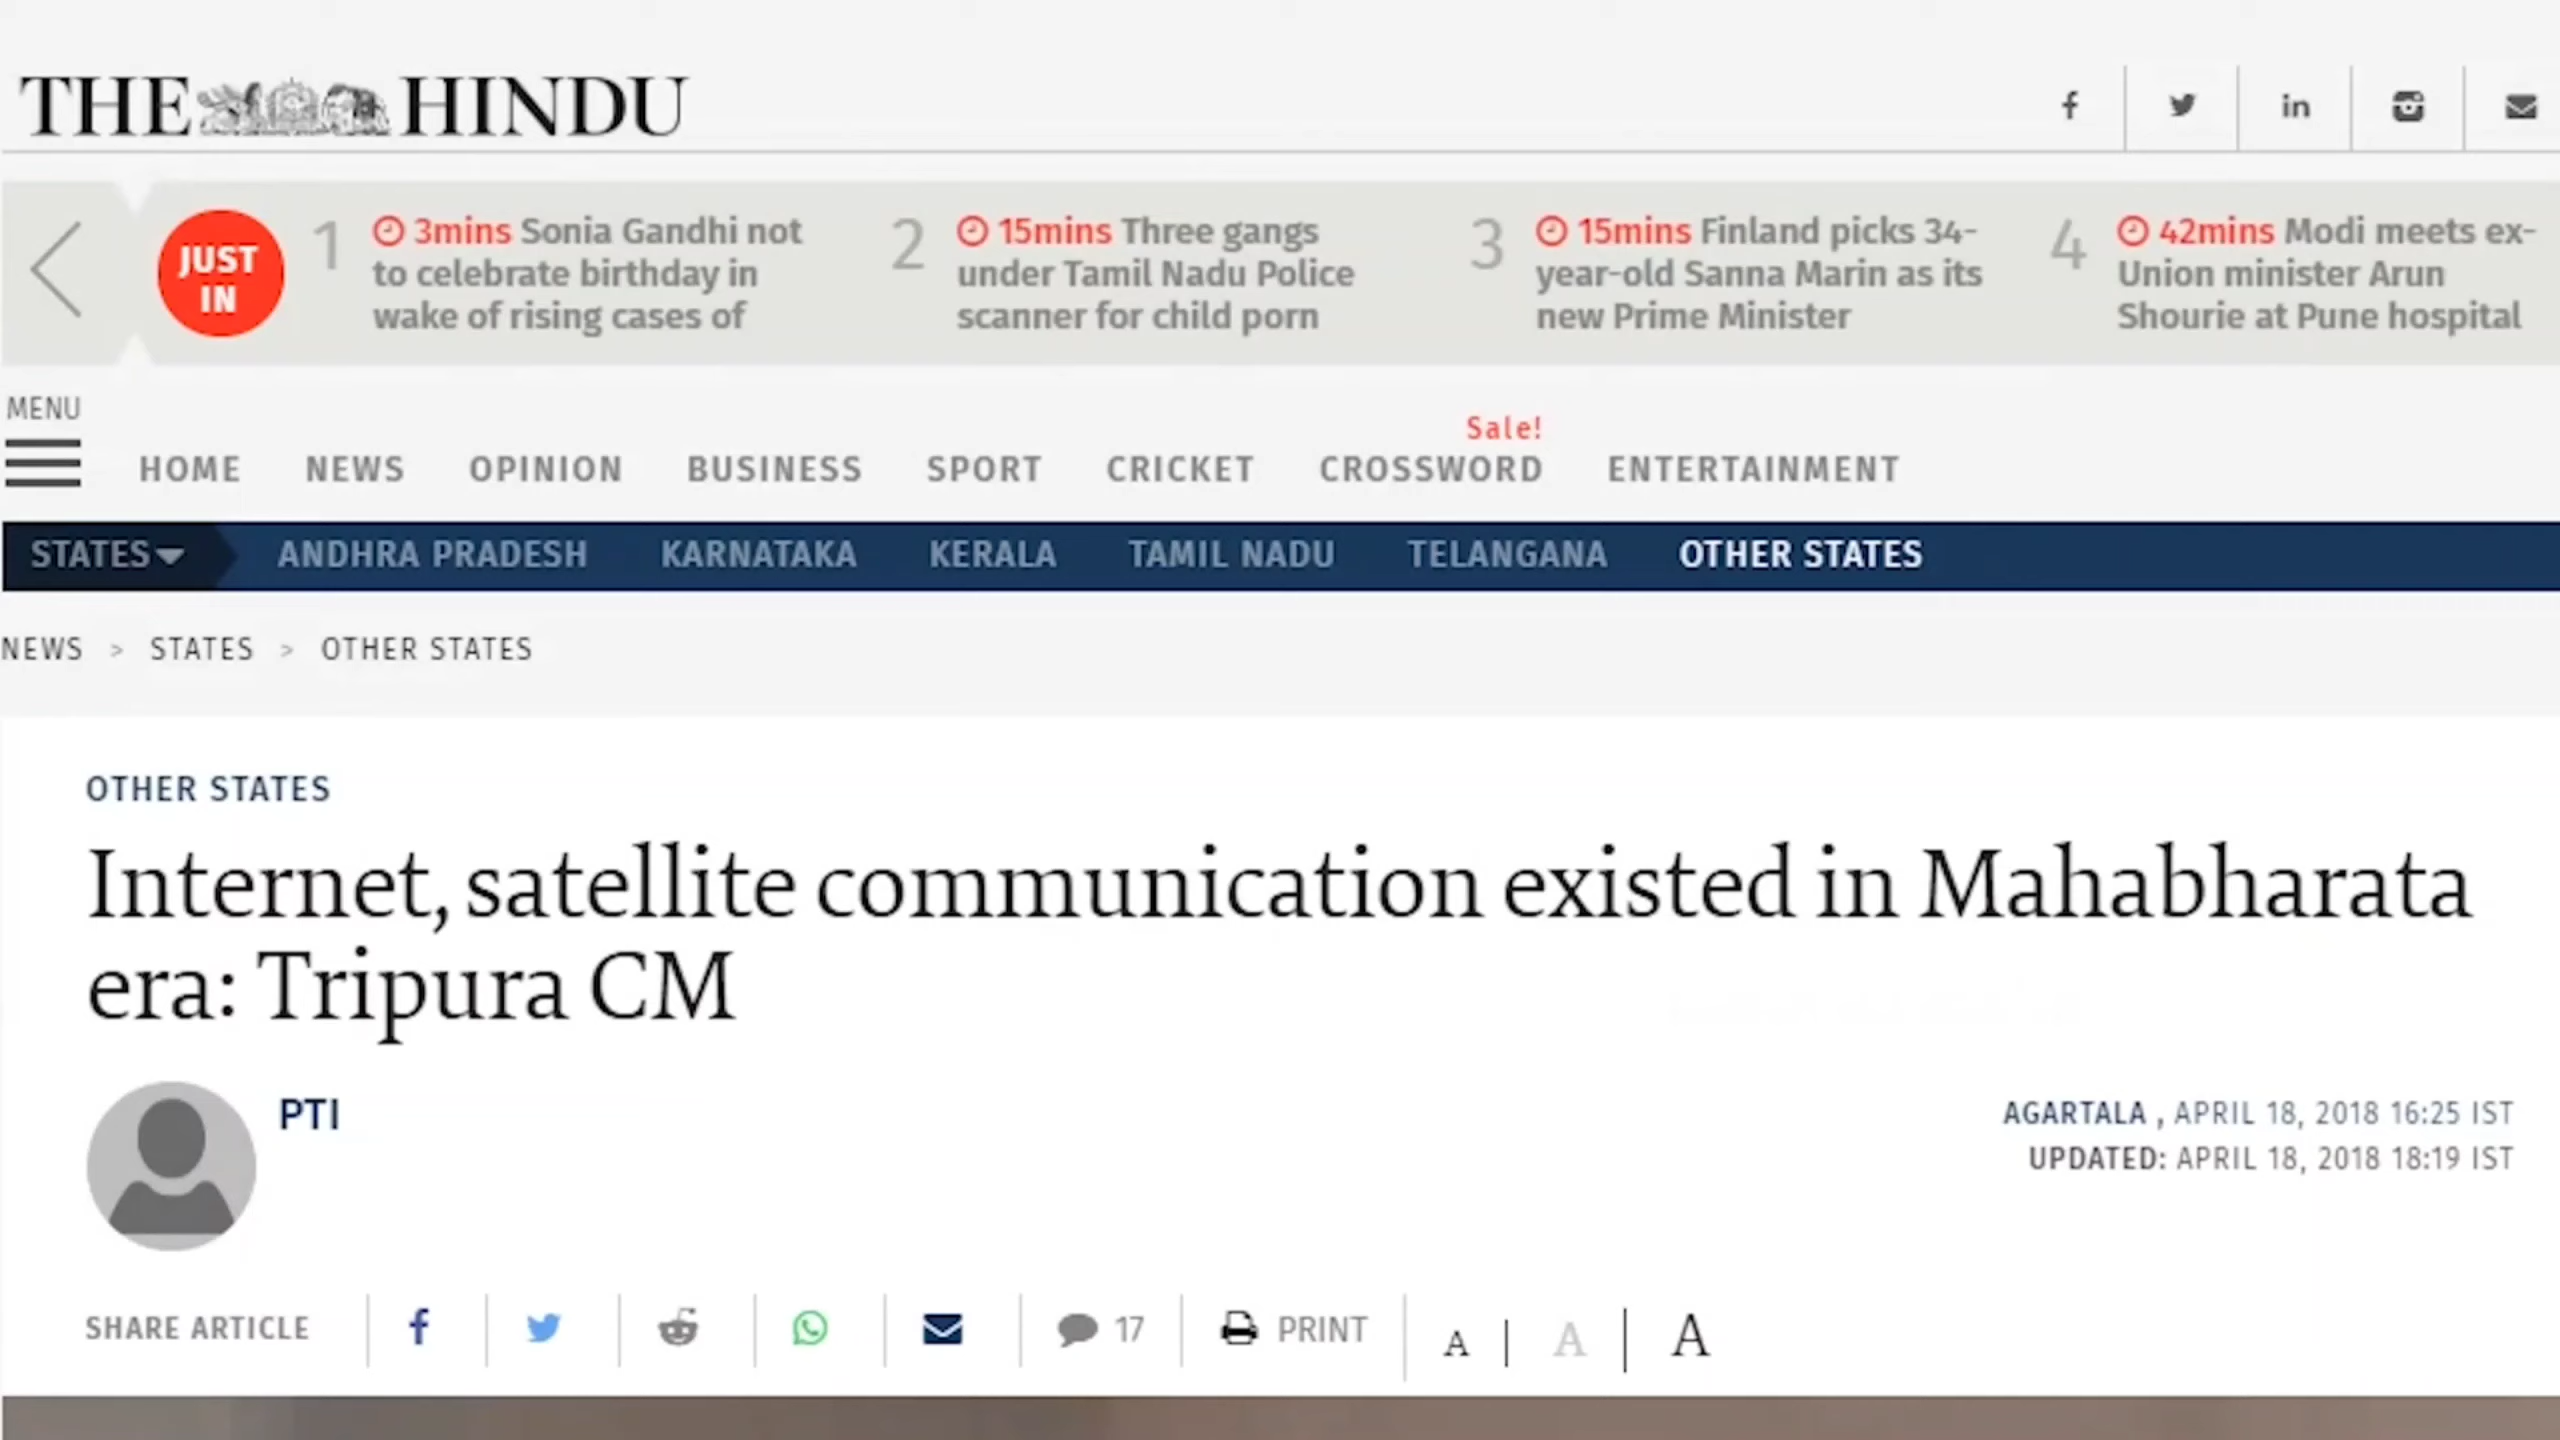 THE HINDU
JUST
IN
1 3mins Sonia Gandhi not
to celebrate birthday in
wake of rising cases of
2 15mins Three gangs
under Tamil Nadu Police
scanner for child porn
3 15mins Finland picks 34-
year-old Sanna Marin as its
new Prime Minister
4 42mins Modi meets ex-
Union minister Arun
Shourie at Pune hospital
MENU
Sale!
HOME NEWS OPINION BUSINESS SPORT CRICKET CROSSWORD ENTERTAINMENT
STATES ANDHRA PRADESH KARNATAKA KERALA TAMIL NADU TELANGANA OTHER STATES
NEWS > STATES > OTHER STATES
OTHER STATES
Internet, satellite communication existed in Mahabharata
era: Tripura CM
PTI
AGARTALA , APRIL 18, 2018 16:25 IST
UPDATED: APRIL 18, 2018 18:19 IST
SHARE ARTICLE 17 PRINT A | A | A